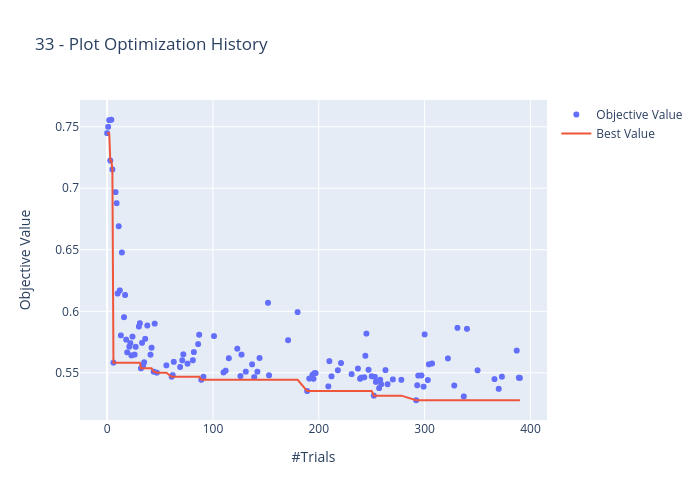 33 - Plot Optimization History
Objective Value
Best Value
Objective Value
0.75
0.7
0.65
0.6
0.55
0
100
200
300
400
#Trials